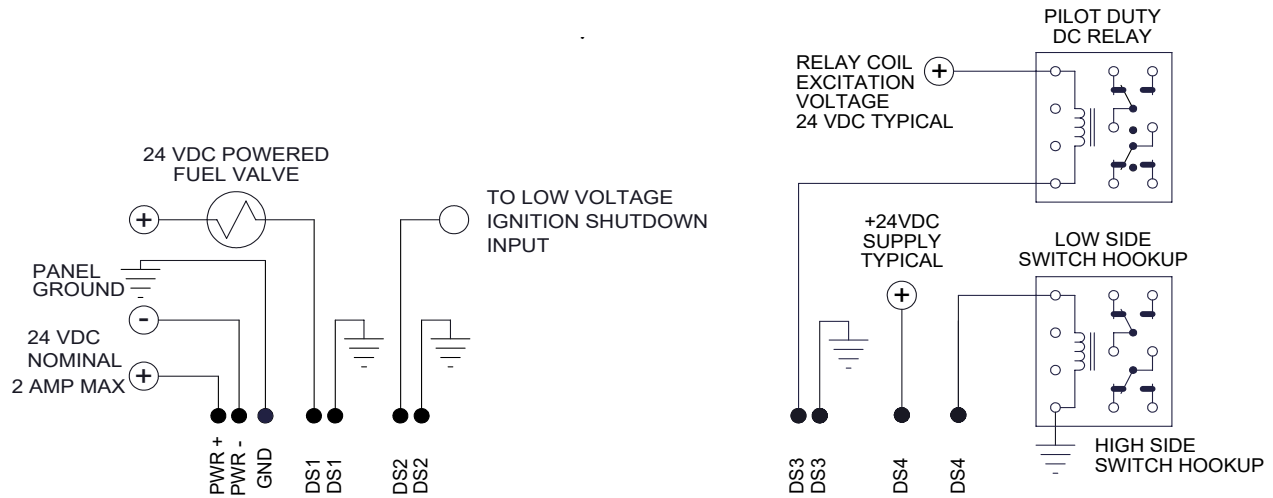 PILOT DUTY
DC RELAY
RELAY COIL
EXCITATION
VOLTAGE
24 VDC TYPICAL
+
24 VDC POWERED
FUEL VALVE
+
TO LOW VOLTAGE
IGNITION SHUTDOWN
INPUT
+24VDC
SUPPLY
TYPICAL
+
LOW SIDE
SWITCH HOOKUP
PANEL
GROUND
-
24 VDC
NOMINAL
2 AMP MAX
+
PWR +
PWR -
GND
DS1
DS1
DS2
DS2
DS3
DS3
DS4
DS4
HIGH SIDE
SWITCH HOOKUP